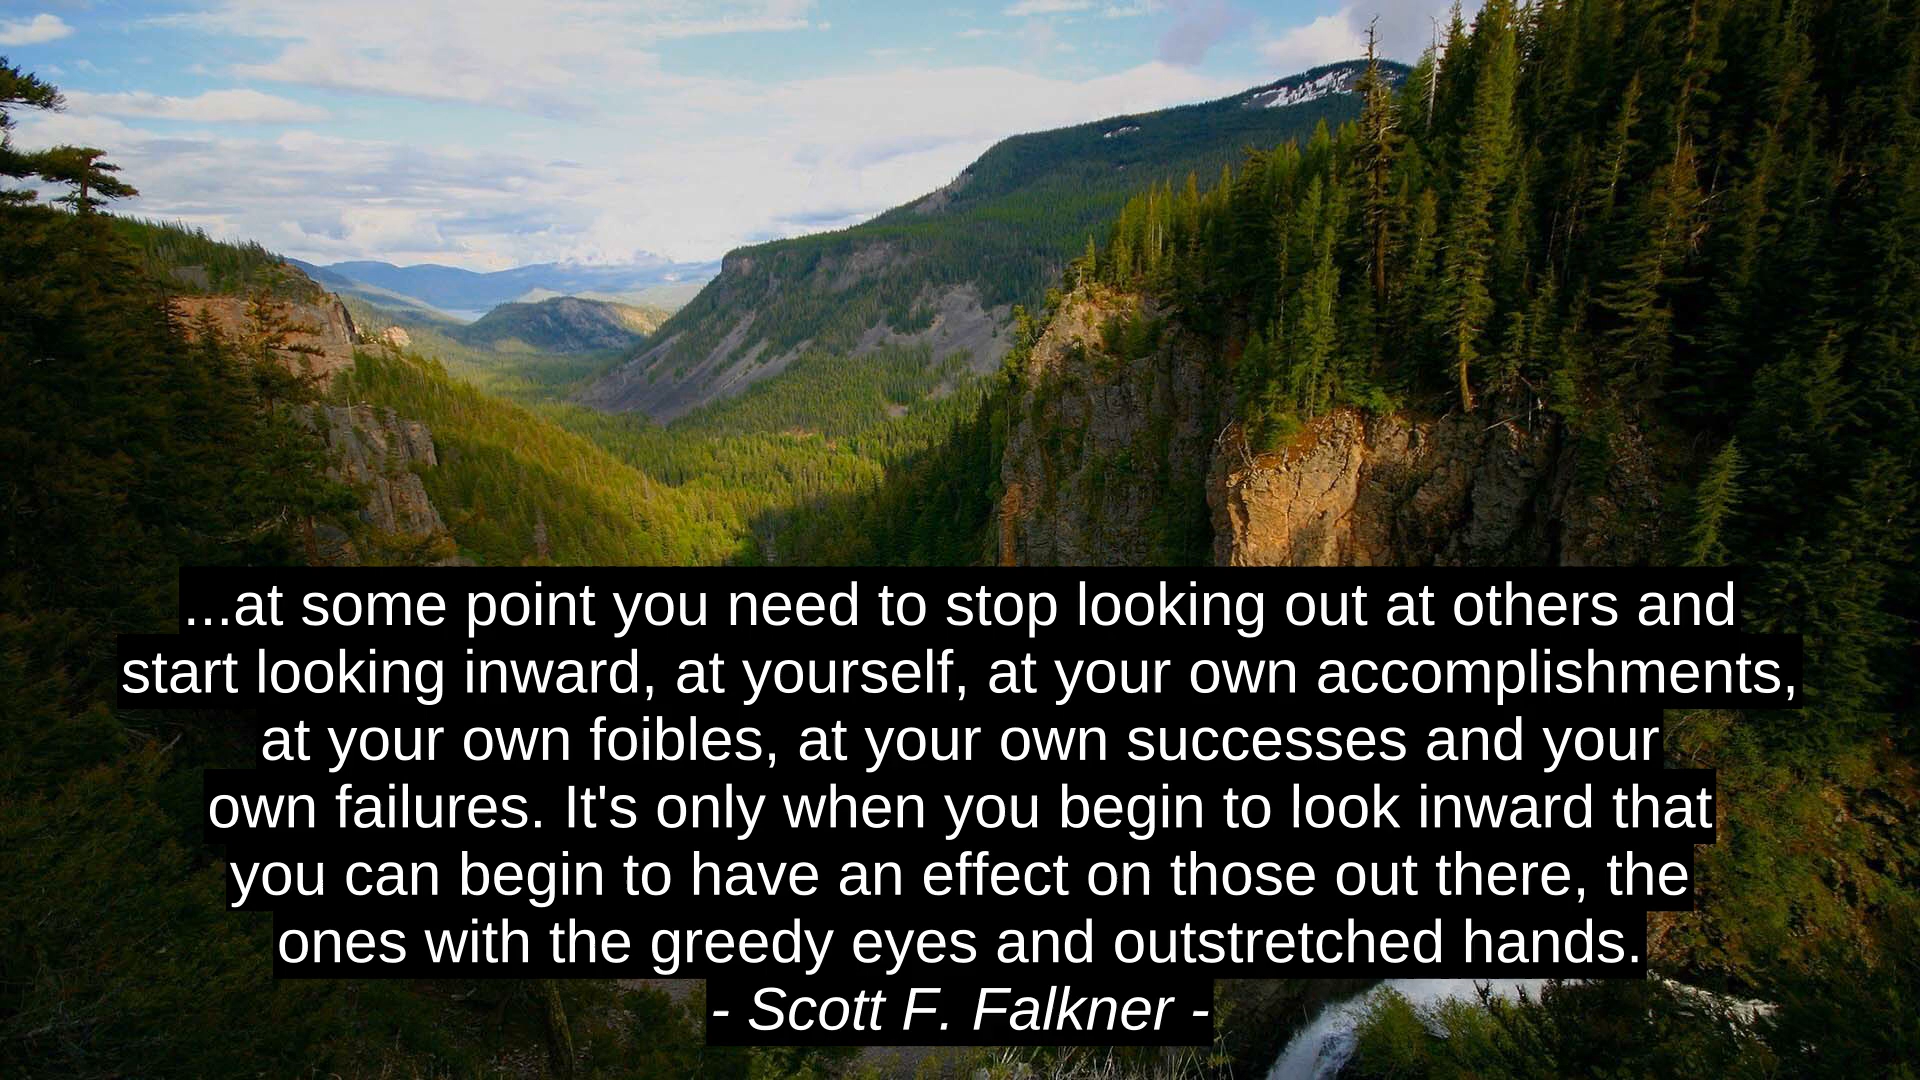 ...at some point you need to stop looking out at others and
start looking inward, at yourself, at your own accomplishments,
at your own foibles, at your own successes and your
own failures. It's only when you begin to look inward that
you can begin to have an effect on those out there, the
ones with the greedy eyes and outstretched hands.
- Scott F. Falkner -